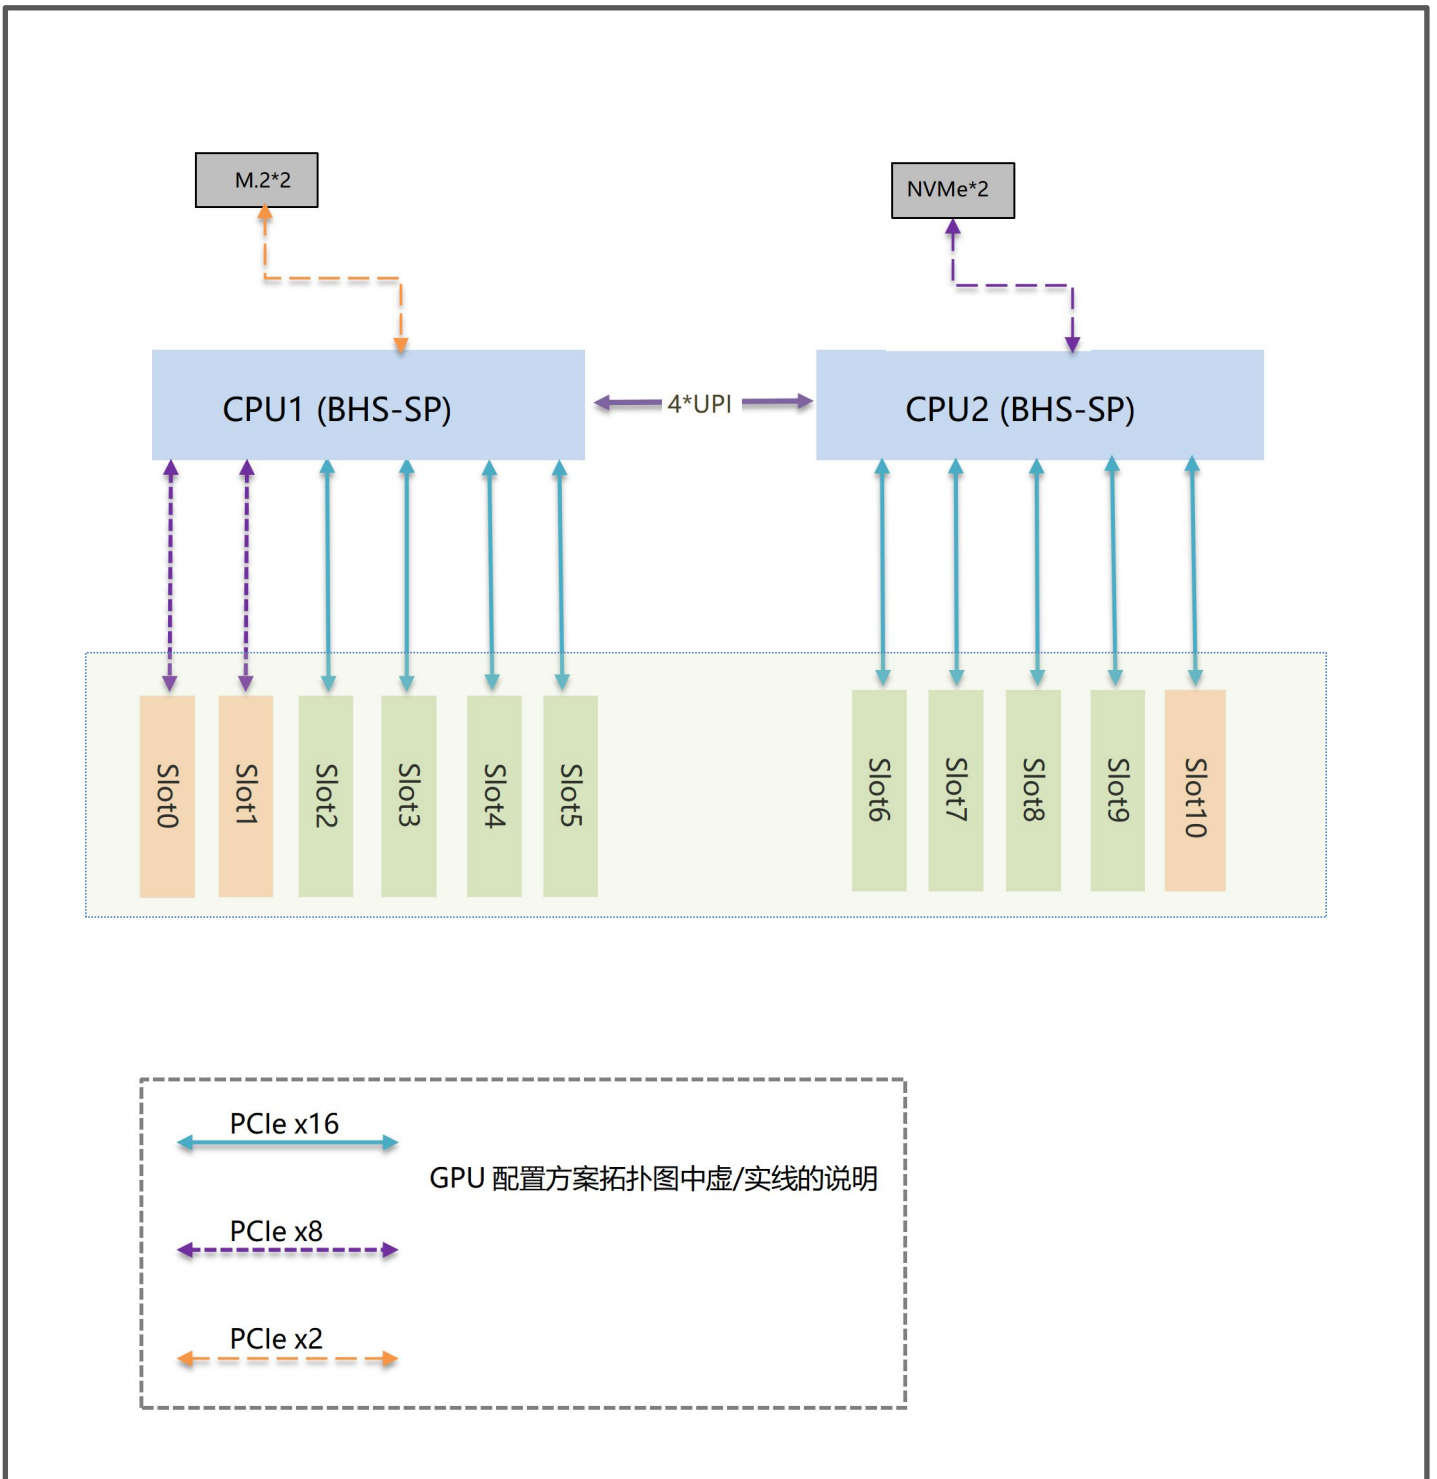 M.2*2
NVMe*2
CPU1 (BHS-SP)
4*UPI
CPU2 (BHS-SP)
Slot0
Slot1
Slot2
Slot3
Slot4
Slot5
Slot6
Slot7
Slot8
Slot9
Slot10
PCIe x16
GPU 配置方案拓扑图中虚/实线的说明
PCIe x8
PCIe x2